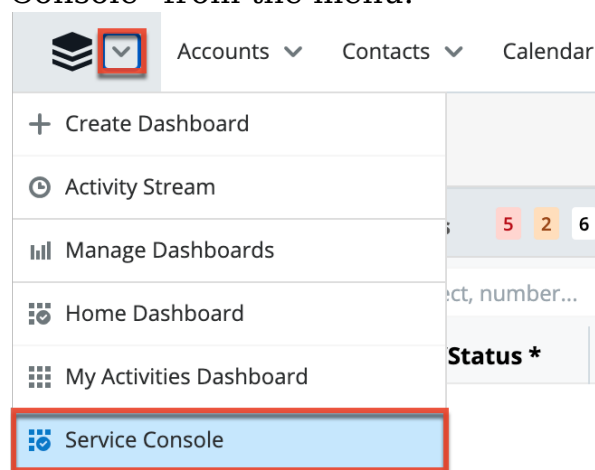 Console" from the menu.
Accounts Contacts Calendar
+ Create Dashboard
Activity Stream
5 2 6
Manage Dashboards
ect, number...
Home Dashboard
Status *
My Activities Dashboard
Service Console